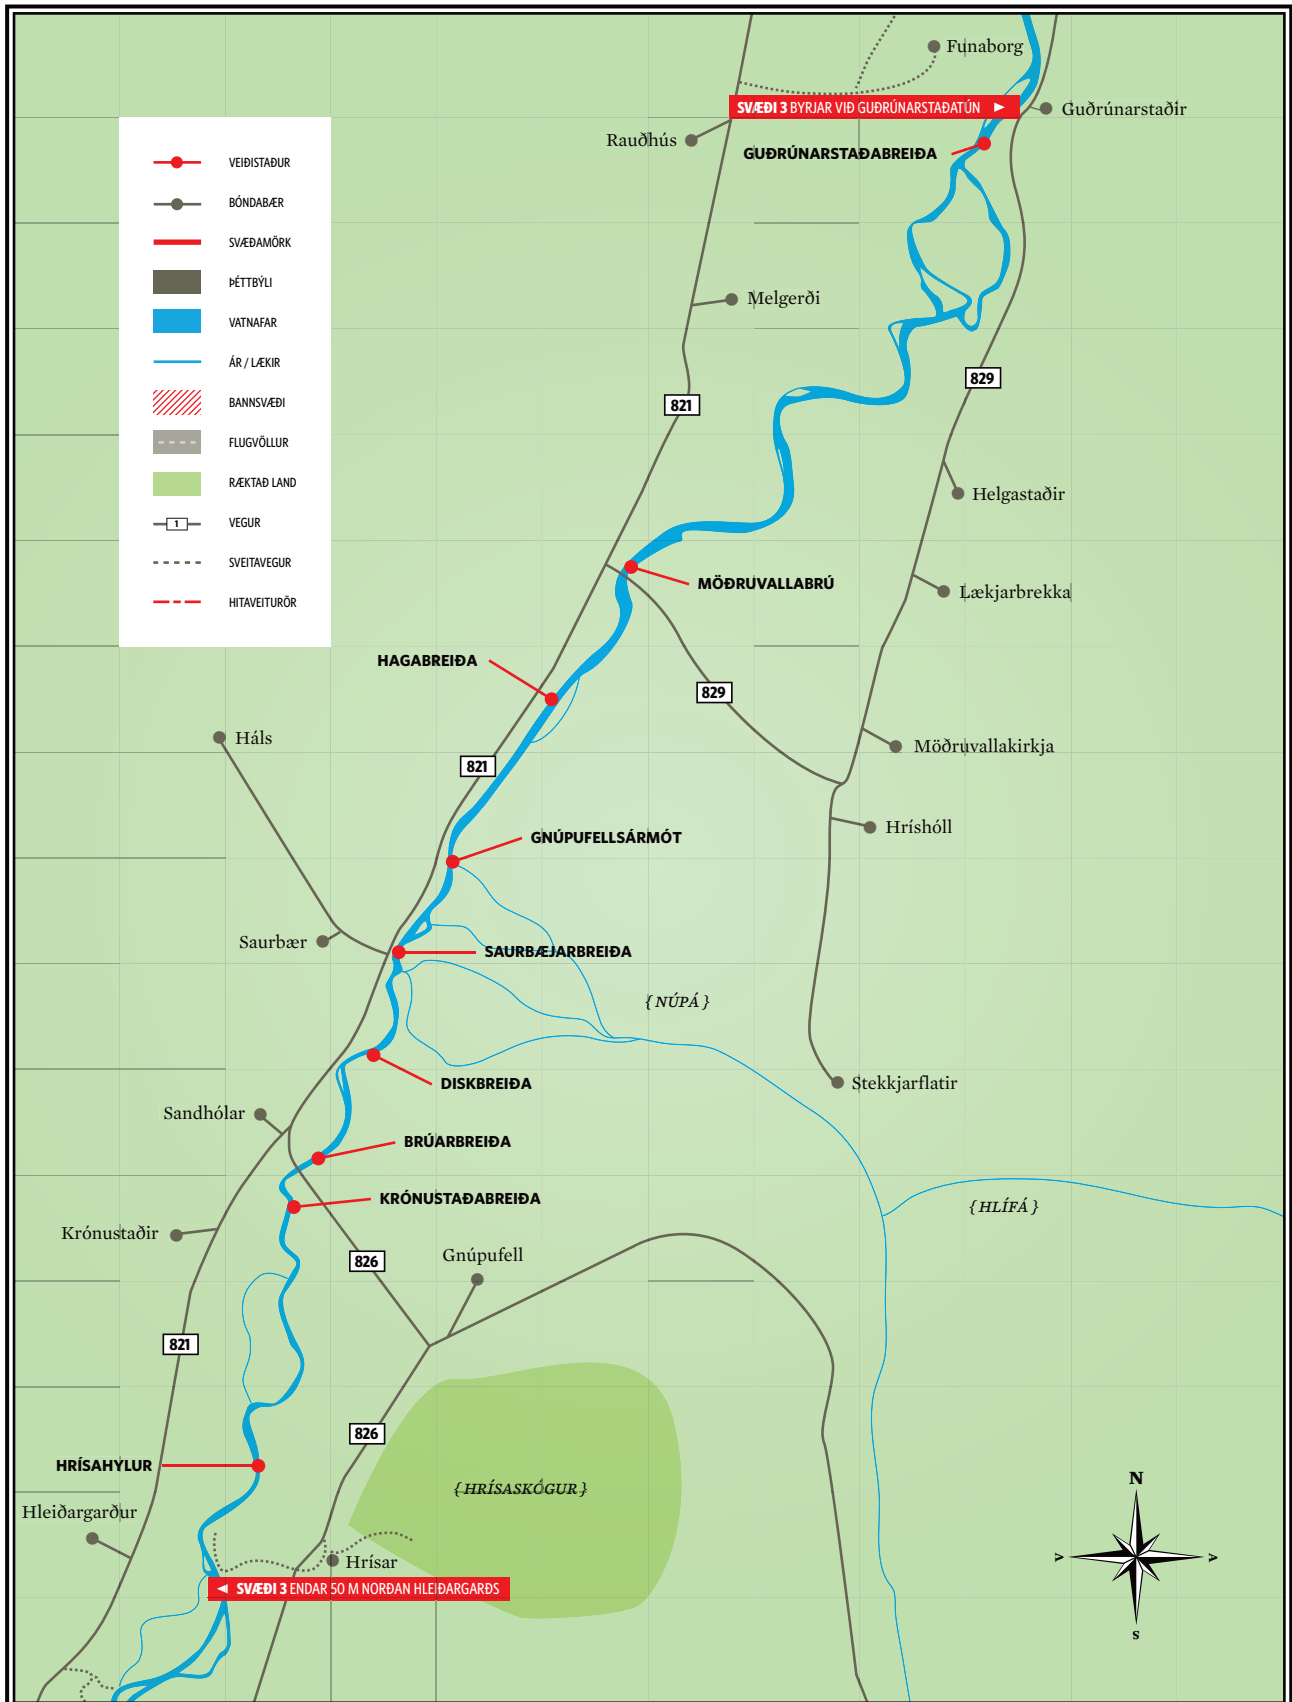 Funaborg
SVÆÐI 3 BYRJAR VIÐ GUÐRÚNARSTAÐATÚN
Guðrúnarstaðir
Rauðhús
GUÐRÚNARSTAÐABREIÐA
VEIÐISTAÐUR
BÓNDABÆR
SVÆÐAMÖRK
ÞÉTTBÝLI
VATNAFAR
ÁR / LÆKIR
BANNSVÆÐI
FLUGVÖLLUR
RÆKTAÐ LAND
1 VEGUR
SVEITAVEGUR
HITAVEITURÖR
Melgerði
829
821
Helgastaðir
MÖÐRUVALLABRÚ
Lækjarbrekka
HAGABREIÐA
829
Háls
Möðruvallakirkja
821
Hríshóll
GNÚPUFELLSÁRMÓT
Saurbær
SAURBÆJARBREIÐA
{ NÚPÁ }
DISKBREIÐA
Stekkjarflatir
Sandhólar
BRÚARBREIÐA
KRÓNUSTAÐABREIÐA
{ HLÍFÁ }
Krónustaðir
Gnúpufell
826
821
826
HRÍSAHYLUR
{ HRÍSASKÓGUR }
Hleiðargarður
Hrísar
SVÆÐI 3 ENDAR 50 M NORÐAN HLEIÐARGARÐS
N
V
V
S